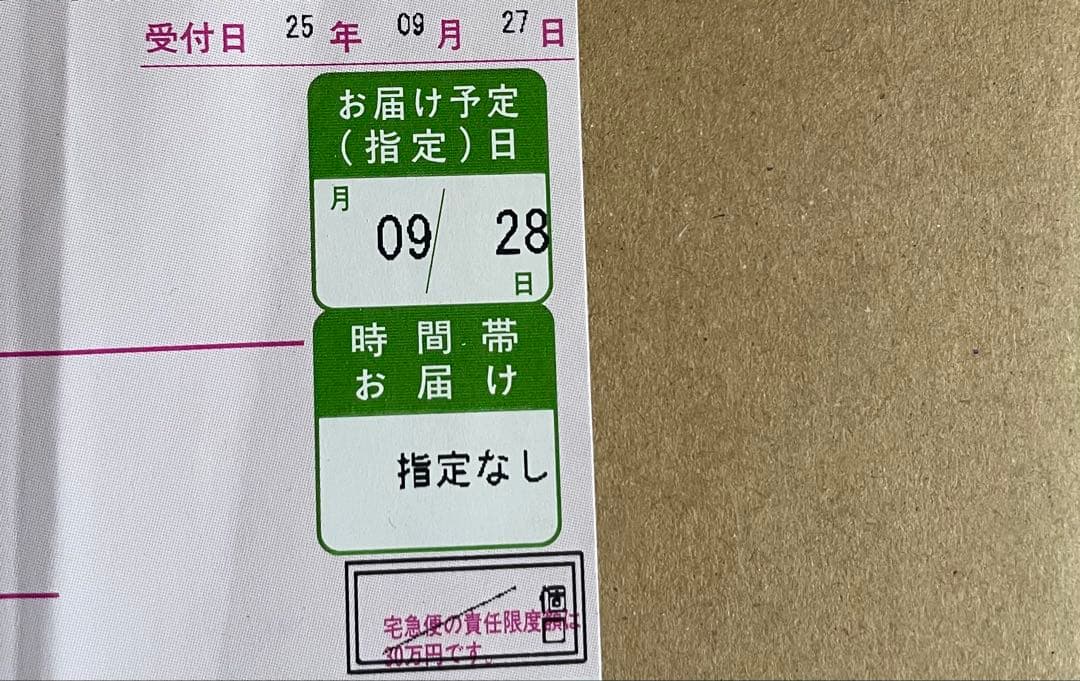 受付日 25 年 09 月 27 日
お届け予定
(指定)日
月
09/ 28
日
時間帯
お届け
指定なし
個口
宅急便の責任限度額は
30万円です。